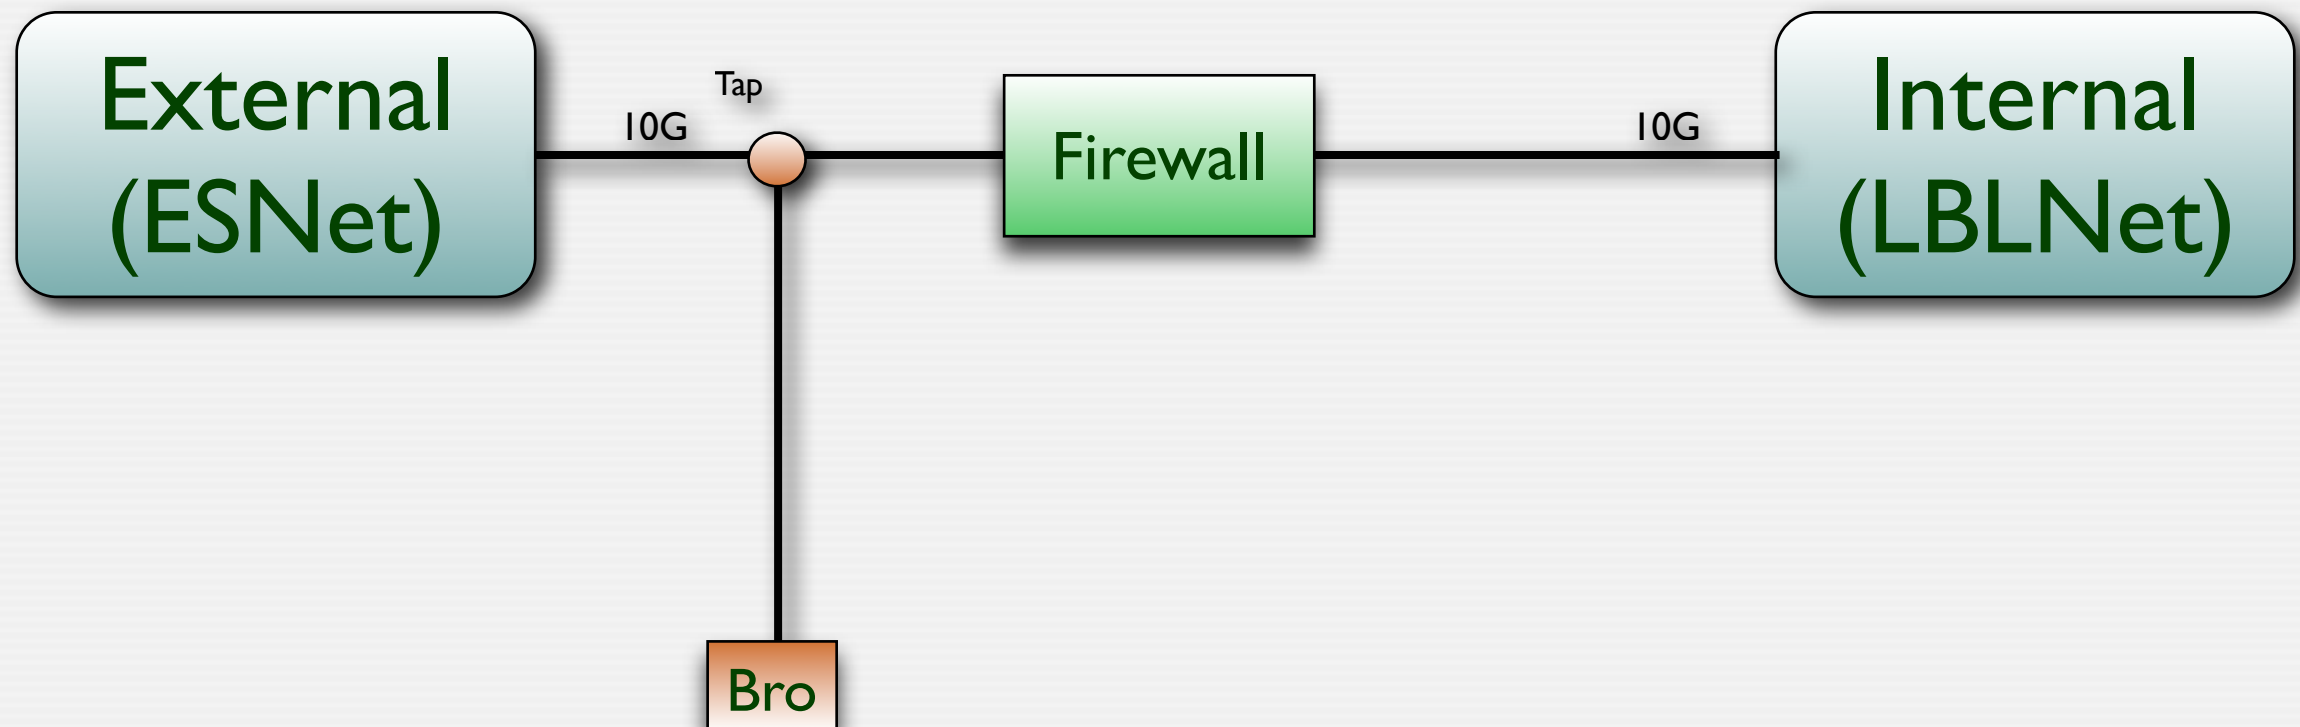 External
(ESNet)
10G
Tap
Firewall
10G
Internal
(LBLNet)
Bro